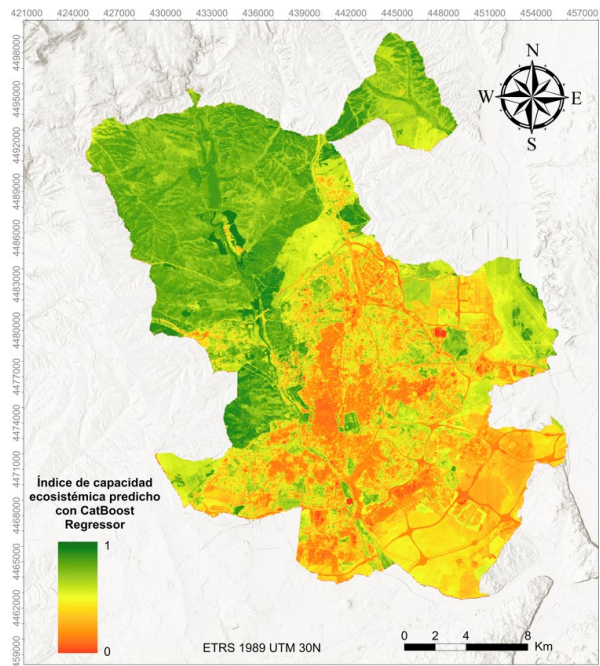 421000 424000 427000 430000 433000 436000 439000 442000 445000 448000 451000 454000 457000
4498000
4495000
4492000
4489000
4486000
4483000
4480000
4477000
4474000
4471000
4468000
4465000
4462000
4459000
N
W E
S
Índice de capacidad
ecosistémica predicho
con CatBoost
Regressor
1
0
ETRS 1989 UTM 30N
0 2 4 6 8
Km